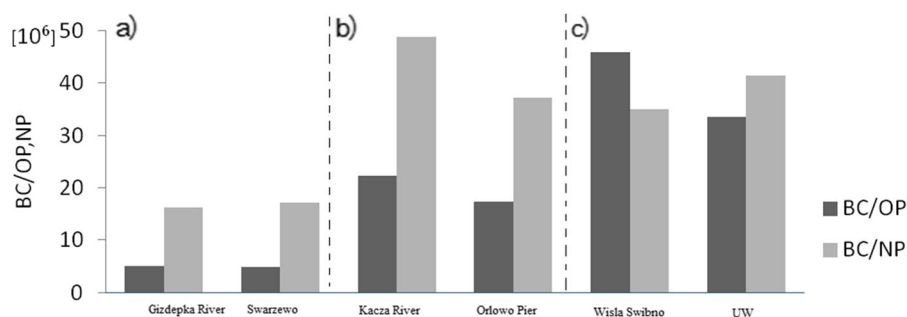 a) b) c)
[10⁶]
BC/OP,NP
50
40
30
20
10
0
Gizdepka River Swarzewo Kacza River Orłowo Pier Wisla Swibno UW
BC/OP
BC/NP